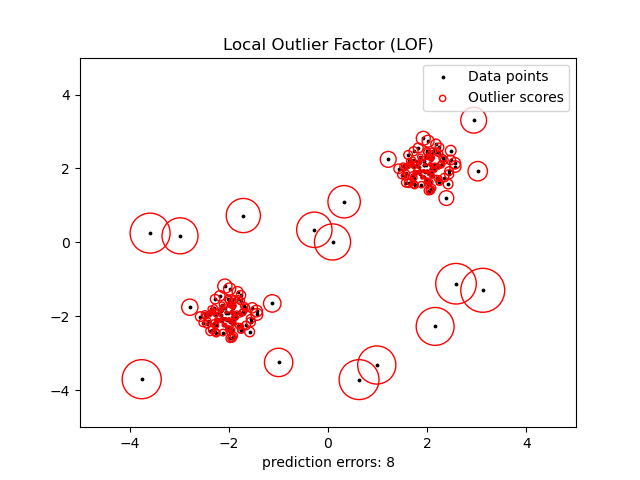 Local Outlier Factor (LOF)
Data points
Outlier scores
4
2
0
−2
−4
−4 −2 0 2 4
prediction errors: 8